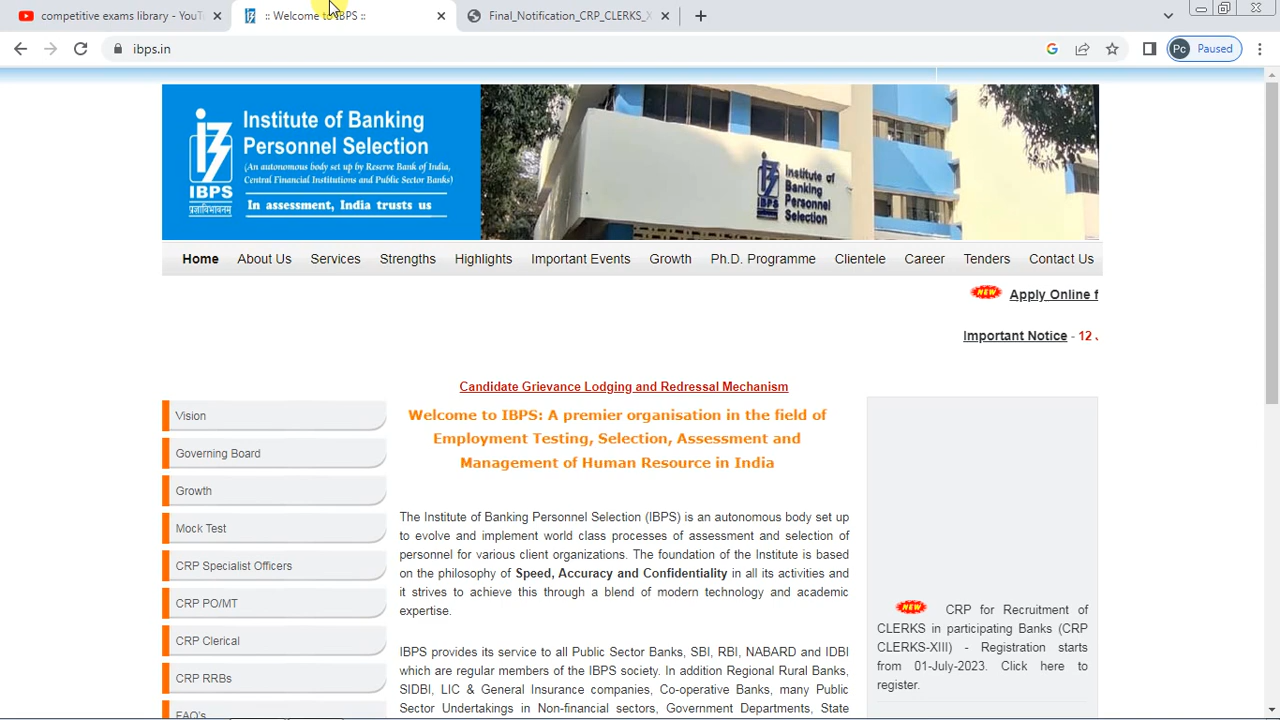 competitive exams library - YouT
:: Welcome to IBPS ::
Final_Notification_CRP_CLERKS_X
ibps.in
Pc Paused
Institute of Banking
Personnel Selection
(An autonomous body set up by Reserve Bank of India,
Central Financial Institutions and Public Sector Banks)
IBPS
In assessment, India trusts us
Institute of
Banking
Personnel
Selection
IBPS
Home About Us Services Strengths Highlights Important Events Growth Ph.D. Programme Clientele Career Tenders Contact Us
NEW Apply Online f
Important Notice - 12 J
Candidate Grievance Lodging and Redressal Mechanism
Vision
Governing Board
Growth
Mock Test
CRP Specialist Officers
CRP PO/MT
CRP Clerical
CRP RRBs
FAQ's
Welcome to IBPS: A premier organisation in the field of
Employment Testing, Selection, Assessment and
Management of Human Resource in India
The Institute of Banking Personnel Selection (IBPS) is an autonomous body set up
to evolve and implement world class processes of assessment and selection of
personnel for various client organizations. The foundation of the Institute is based
on the philosophy of Speed, Accuracy and Confidentiality in all its activities and
it strives to achieve this through a blend of modern technology and academic
expertise.
IBPS provides its service to all Public Sector Banks, SBI, RBI, NABARD and IDBI
which are regular members of the IBPS society. In addition Regional Rural Banks,
SIDBI, LIC & General Insurance companies, Co-operative Banks, many Public
Sector Undertakings in Non-financial sectors, Government Departments, State
NEW CRP for Recruitment of
CLERKS in participating Banks (CRP
CLERKS-XIII) - Registration starts
from 01-July-2023. Click here to
register.